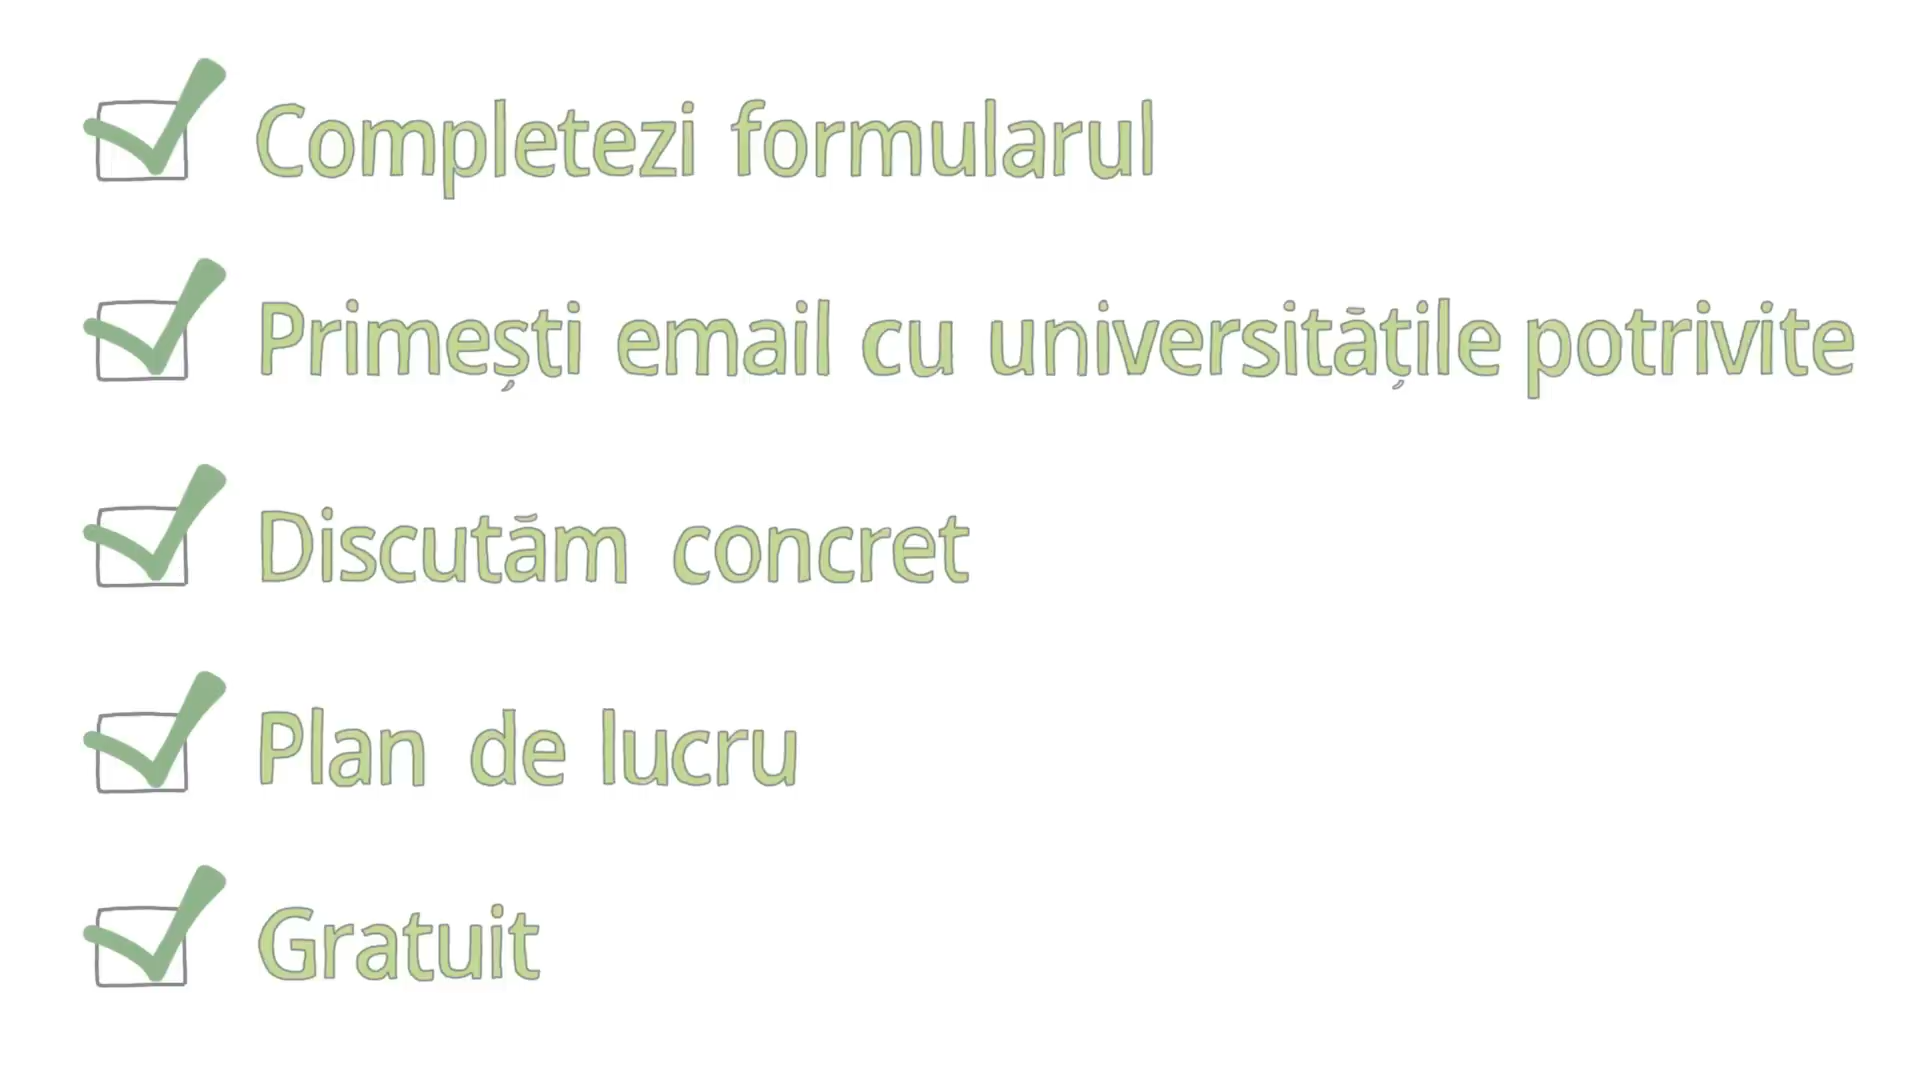 Completezi formularul
Primești email cu universitățile potrivite
Discutăm concret
Plan de lucru
Gratuit